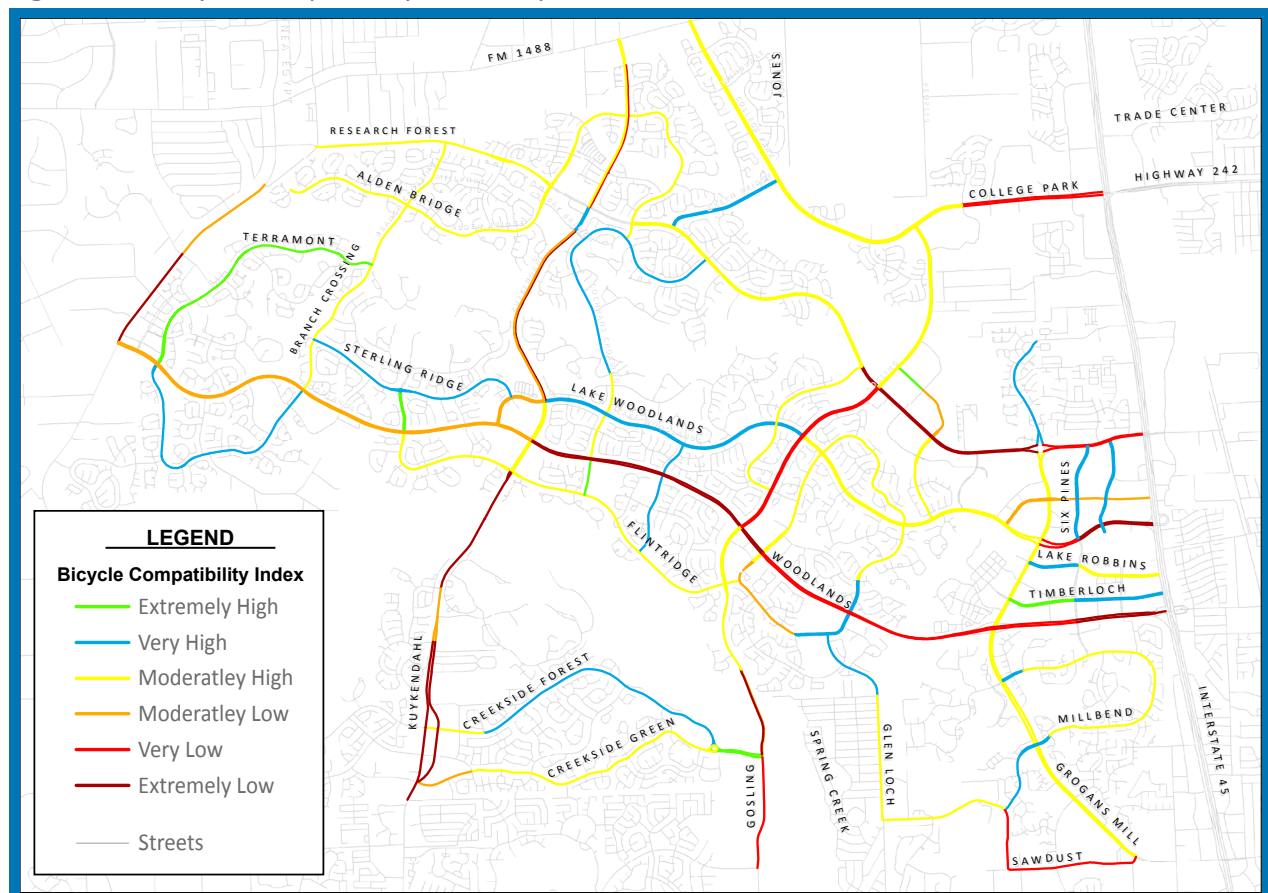 FM 1488
JONES
TRADE CENTER
RESEARCH FOREST
HIGHWAY 242
COLLEGE PARK
ALDEN BRIDGE
TERRAMONT
BRANCH CROSSING
STERLING RIDGE
LAKE WOODLANDS
SIX PINES
FLINTRIDGE
WOODLANDS
LAKE ROBBINS
TIMBERLOCH
KUYKENDAHL
CREEKSIDE FOREST
CREEKSIDE GREEN
GOSLING
SPRING CREEK
GLEN LOCH
MILLBEND
GROGANS MILL
SAWDUST
INTERSTATE 45
LEGEND
Bicycle Compatibility Index
Extremely High
Very High
Moderatley High
Moderatley Low
Very Low
Extremely Low
Streets